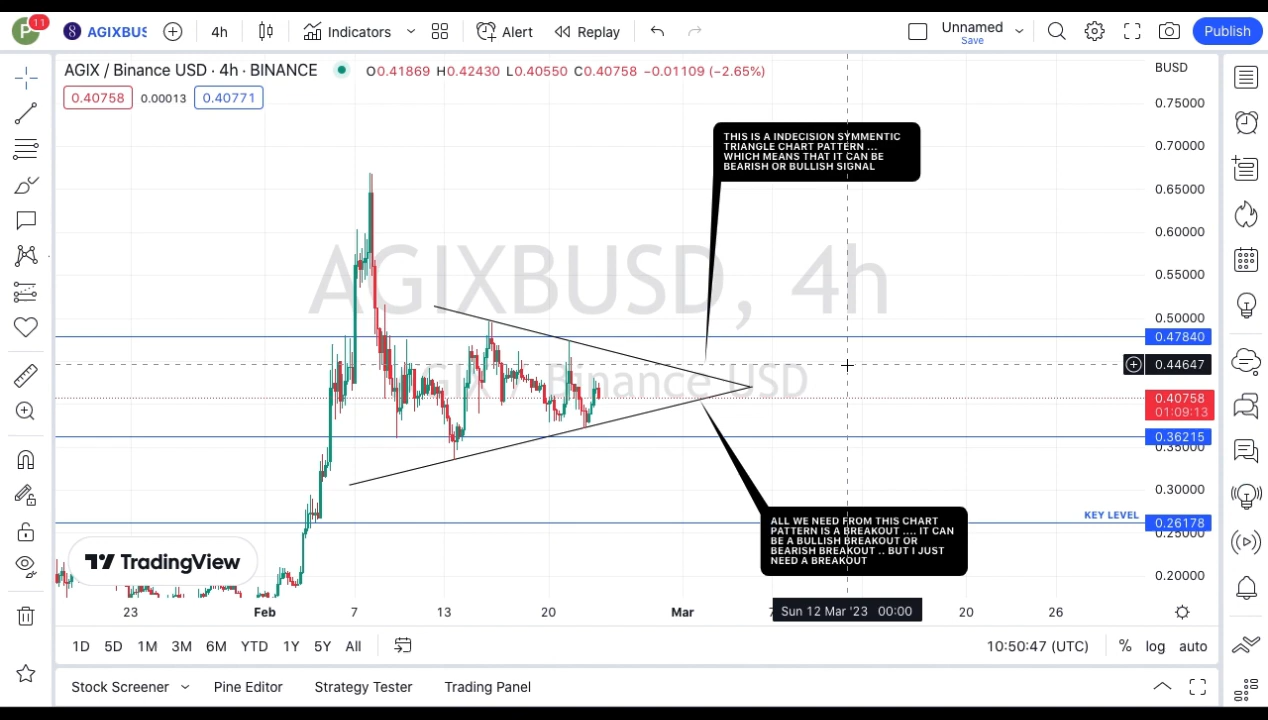 P 11
AGIXBUS
4h
Indicators
Alert
Replay
Unnamed
Save
Publish
AGIX / Binance USD · 4h · BINANCE
O0.41869 H0.42430 L0.40550 C0.40758 −0.01109 (−2.65%)
0.40758 0.00013 0.40771
BUSD
AGIXBUSD, 4h
AGIX / Binance USD
THIS IS A INDECISION SYMMENTIC
TRIANGLE CHART PATTERN ...
WHICH MEANS THAT IT CAN BE
BEARISH OR BULLISH SIGNAL
0.75000
0.70000
0.65000
0.60000
0.55000
0.50000
0.47840
0.44647
0.40758
01:09:13
0.36215
0.35000
0.30000
KEY LEVEL 0.26178
0.25000
0.20000
ALL WE NEED FROM THIS CHART
PATTERN IS A BREAKOUT .... IT CAN
BE A BULLISH BREAKOUT OR
BEARISH BREAKOUT .. BUT I JUST
NEED A BREAKOUT
TradingView
23 Feb 7 13 20 Mar 7 Sun 12 Mar '23 00:00 20 26
1D 5D 1M 3M 6M YTD 1Y 5Y All
10:50:47 (UTC) % log auto
Stock Screener Pine Editor Strategy Tester Trading Panel